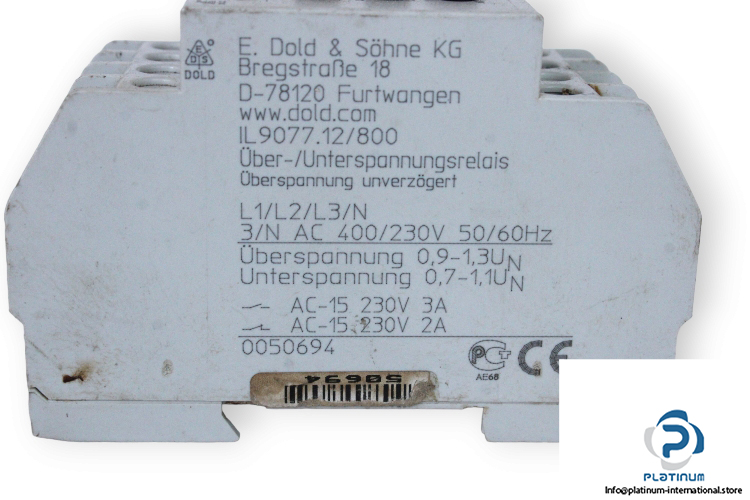 E
D S
DOLD
E. Dold & Söhne KG
Bregstraße 18
D-78120 Furtwangen
www.dold.com
IL9077.12/800
Über-/Unterspannungsrelais
Überspannung unverzögert
L1/L2/L3/N
3/N AC 400/230V 50/60Hz
Überspannung 0,9-1,3UN
Unterspannung 0,7-1,1UN
AC-15 230V 3A
AC-15 230V 2A
0050694
AE68
CE
50694
PLATINUM
Info@platinum-international.store